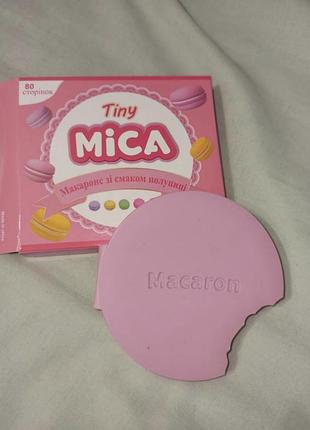 80
сторінок
Tiny
MiCA
Макаронс зі смаком полуниці
Macaron